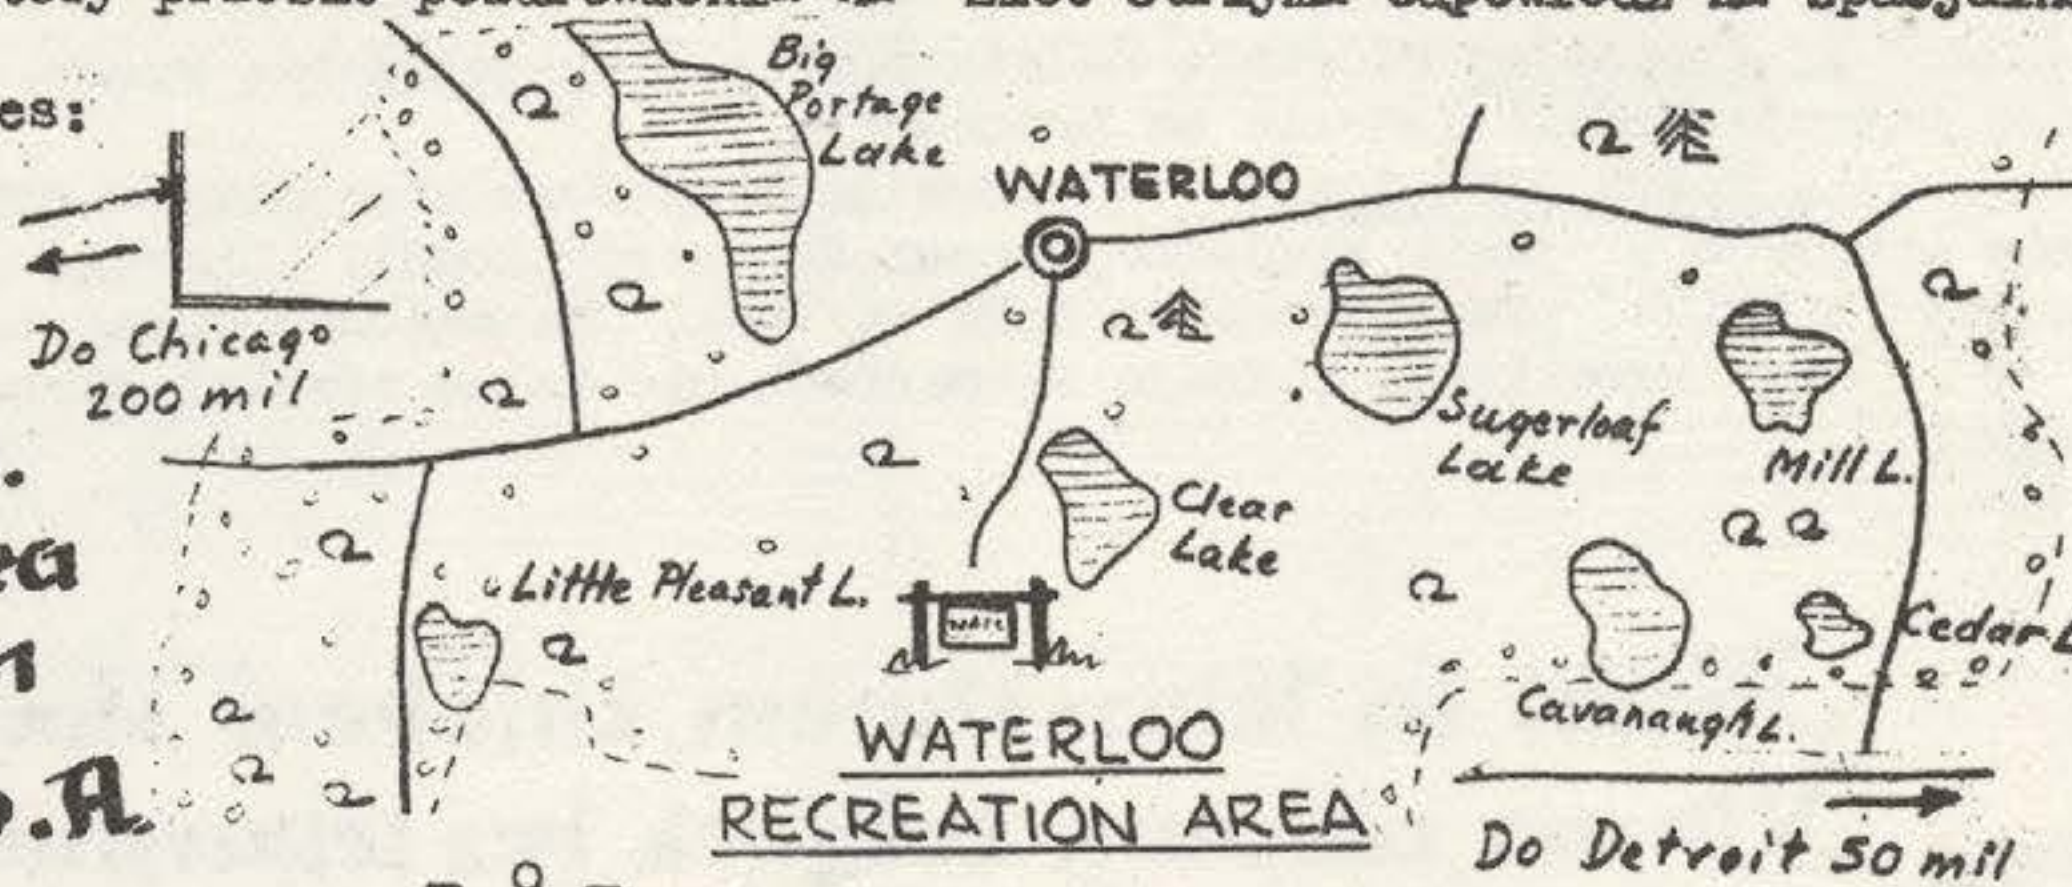 es:
Big
Portage
Lake
WATERLOO
Do Chicago
200 mil
Sugerloaf
Lake
Mill L.
Clear
Lake
Little Pleasant L.
Cedar L
Cavanaugh L.
WATERLOO
RECREATION AREA
Do Detroit 50 mil
.A.